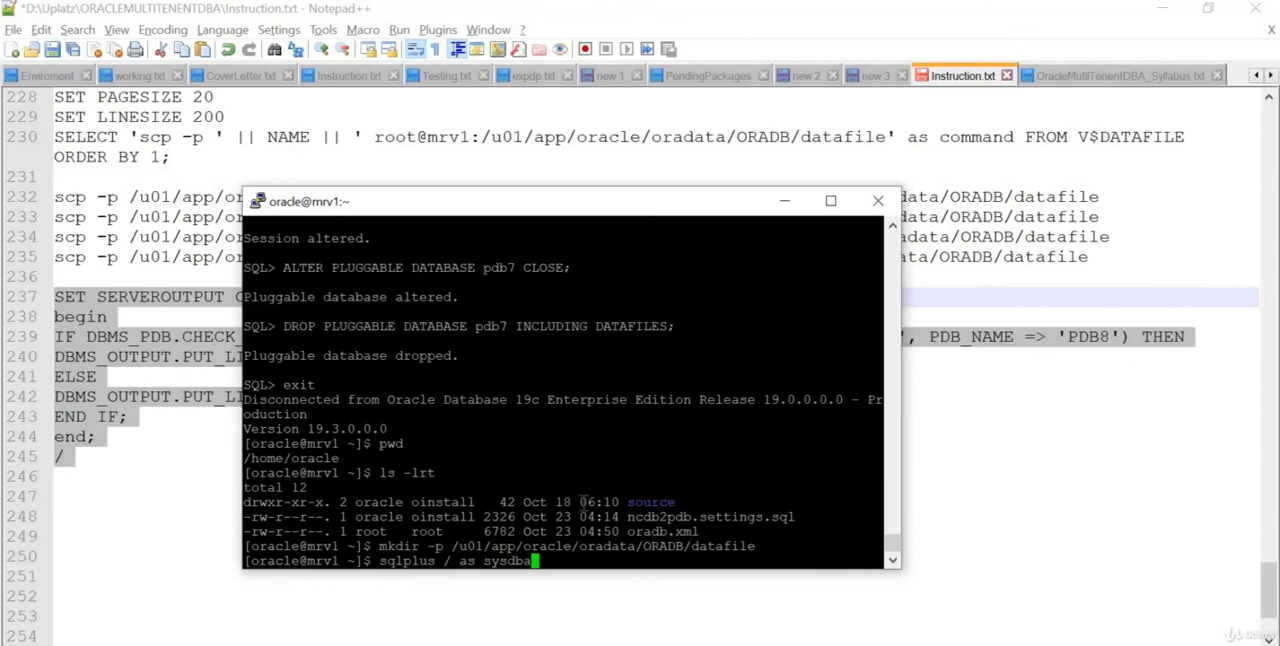 *D:\Uplatz\ORACLEMULTITENENTDBA\Instruction.txt - Notepad++
File Edit Search View Encoding Language Settings Tools Macro Run Plugins Window ? X
Enviroment working.txt CoverLetter.txt Instruction.txt Testing.txt expdp.txt new 1 PendingPackages new 2 new 3 Instruction.txt OracleMutilTenentDBA_Syllabus.txt
228 SET PAGESIZE 20
229 SET LINESIZE 200
230 SELECT 'scp -p ' || NAME || ' root@mrv1:/u01/app/oracle/oradata/ORADB/datafile' as command FROM V$DATAFILE
ORDER BY 1;
231
232 scp -p /u01/app/or adata/ORADB/datafile
233 scp -p /u01/app/or adata/ORADB/datafile
234 scp -p /u01/app/or adata/ORADB/datafile
235 scp -p /u01/app/or ata/ORADB/datafile
236
237 SET SERVEROUTPUT
238 begin
239 IF DBMS_PDB.CHECK_ ', PDB_NAME => 'PDB8') THEN
240 DBMS_OUTPUT.PUT_LI
241 ELSE
242 DBMS_OUTPUT.PUT_LI
243 END IF;
244 end;
245 /
246
247
248
249
250
251
252
253
254
oracle@mrv1:~
Session altered.
SQL> ALTER PLUGGABLE DATABASE pdb7 CLOSE;
Pluggable database altered.
SQL> DROP PLUGGABLE DATABASE pdb7 INCLUDING DATAFILES;
Pluggable database dropped.
SQL> exit
Disconnected from Oracle Database 19c Enterprise Edition Release 19.0.0.0.0 - Pr
oduction
Version 19.3.0.0.0
[oracle@mrv1 ~]$ pwd
/home/oracle
[oracle@mrv1 ~]$ ls -lrt
total 12
drwxr-xr-x. 2 oracle oinstall 42 Oct 18 06:10 source
-rw-r--r--. 1 oracle oinstall 2326 Oct 23 04:14 ncdb2pdb.settings.sql
-rw-r--r--. 1 root root 6782 Oct 23 04:50 oradb.xml
[oracle@mrv1 ~]$ mkdir -p /u01/app/oracle/oradata/ORADB/datafile
[oracle@mrv1 ~]$ sqlplus / as sysdba
Udemy